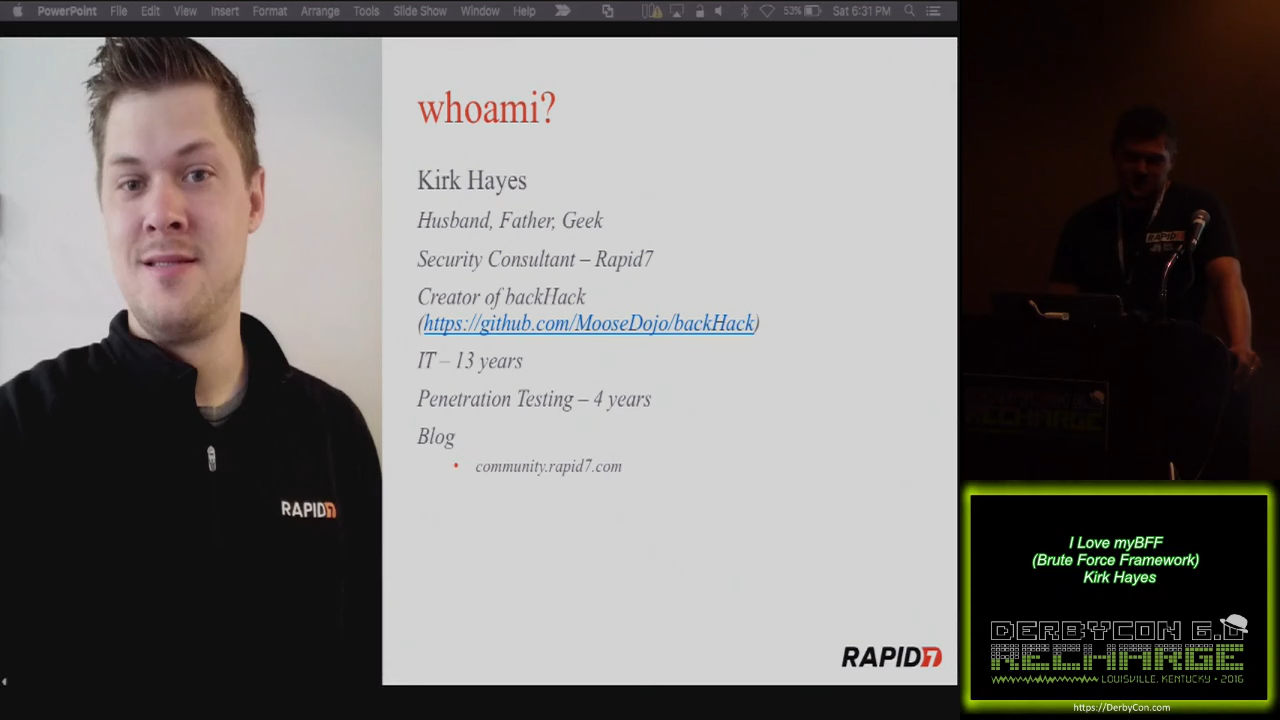 PowerPoint File Edit View Insert Format Arrange Tools Slide Show Window Help 53% Sat 6:31 PM
whoami?
Kirk Hayes
Husband, Father, Geek
Security Consultant – Rapid7
Creator of backHack
(https://github.com/MooseDojo/backHack)
IT – 13 years
Penetration Testing – 4 years
Blog
• community.rapid7.com
RAPID7
RAPID7
RAPID7
RECHARGE
I Love myBFF
(Brute Force Framework)
Kirk Hayes
DERBYCON 6.0
RECHARGE
LOUISVILLE, KENTUCKY • 2016
https://DerbyCon.com